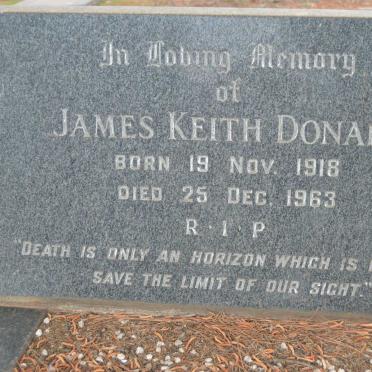 In Loving Memory
of
JAMES KEITH DONA
BORN 19 NOV. 1918
DIED 25 DEC. 1963
R·I·P
"DEATH IS ONLY AN HORIZON WHICH IS
SAVE THE LIMIT OF OUR SIGHT."